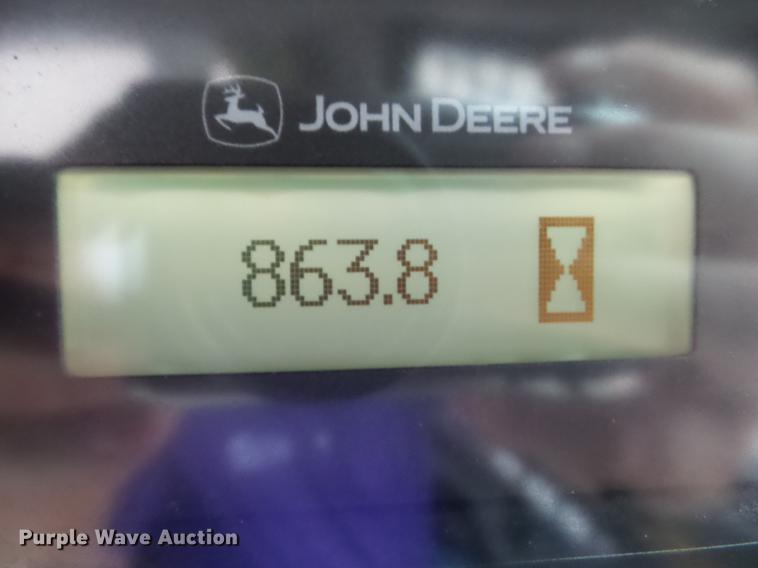 JOHN DEERE
863.8
Purple Wave Auction